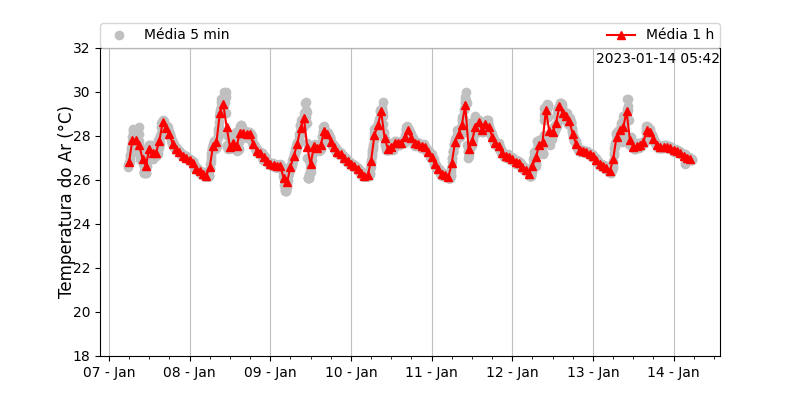 Média 5 min
Média 1 h
2023-01-14 05:42
Temperatura do Ar (°C)
32
30
28
26
24
22
20
18
07 - Jan
08 - Jan
09 - Jan
10 - Jan
11 - Jan
12 - Jan
13 - Jan
14 - Jan